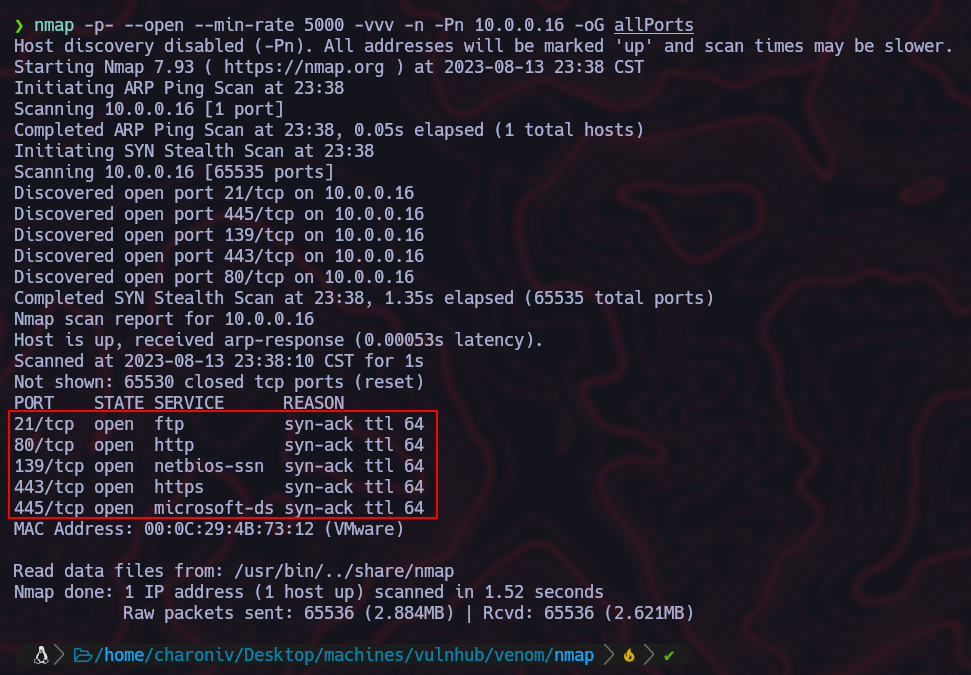 ❯ nmap -p- --open --min-rate 5000 -vvv -n -Pn 10.0.0.16 -oG allPorts
Host discovery disabled (-Pn). All addresses will be marked 'up' and scan times may be slower.
Starting Nmap 7.93 ( https://nmap.org ) at 2023-08-13 23:38 CST
Initiating ARP Ping Scan at 23:38
Scanning 10.0.0.16 [1 port]
Completed ARP Ping Scan at 23:38, 0.05s elapsed (1 total hosts)
Initiating SYN Stealth Scan at 23:38
Scanning 10.0.0.16 [65535 ports]
Discovered open port 21/tcp on 10.0.0.16
Discovered open port 445/tcp on 10.0.0.16
Discovered open port 139/tcp on 10.0.0.16
Discovered open port 443/tcp on 10.0.0.16
Discovered open port 80/tcp on 10.0.0.16
Completed SYN Stealth Scan at 23:38, 1.35s elapsed (65535 total ports)
Nmap scan report for 10.0.0.16
Host is up, received arp-response (0.00053s latency).
Scanned at 2023-08-13 23:38:10 CST for 1s
Not shown: 65530 closed tcp ports (reset)
PORT    STATE SERVICE      REASON
21/tcp  open  ftp          syn-ack ttl 64
80/tcp  open  http         syn-ack ttl 64
139/tcp open  netbios-ssn  syn-ack ttl 64
443/tcp open  https        syn-ack ttl 64
445/tcp open  microsoft-ds syn-ack ttl 64
MAC Address: 00:0C:29:4B:73:12 (VMware)
Read data files from: /usr/bin/../share/nmap
Nmap done: 1 IP address (1 host up) scanned in 1.52 seconds
           Raw packets sent: 65536 (2.884MB) | Rcvd: 65536 (2.621MB)
/home/charoniv/Desktop/machines/vulnhub/venom/nmap ✔